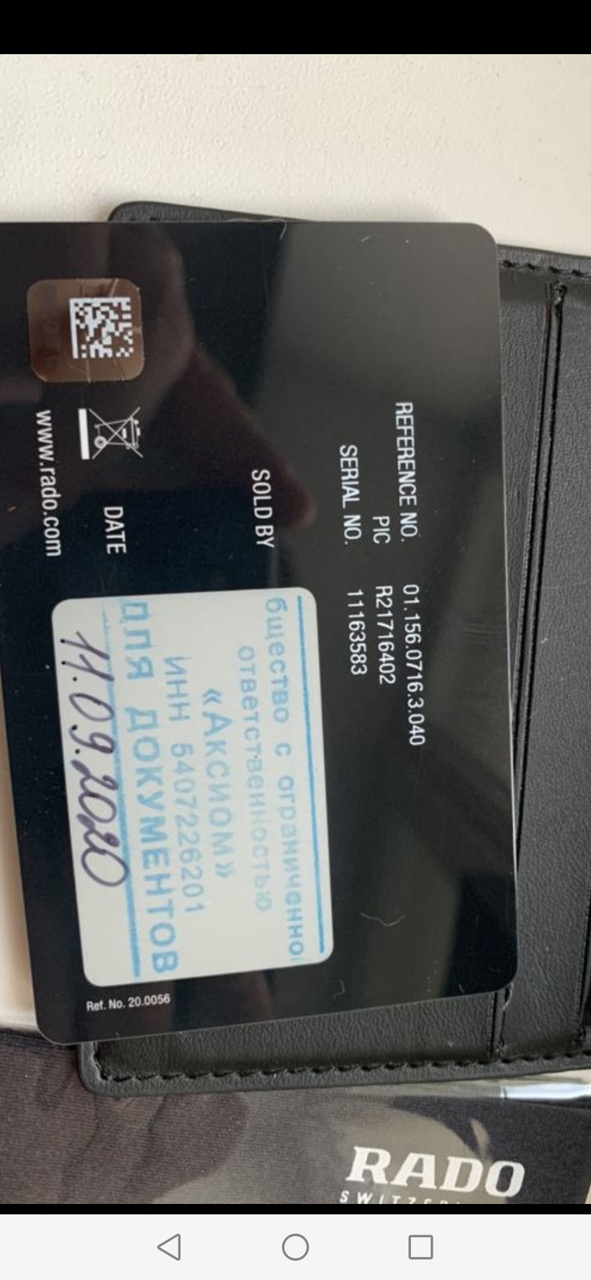 REFERENCE NO. 01.156.0716.3.040
PIC R21716402
SERIAL NO. 11163583
SOLD BY
бщество с ограниченно
ответственностью
«Аксиом»
ИНН 5407226201
ДЛЯ ДОКУМЕНТОВ
DATE 11.09.2020
www.rado.com
Ref. No. 20.0056
RADO